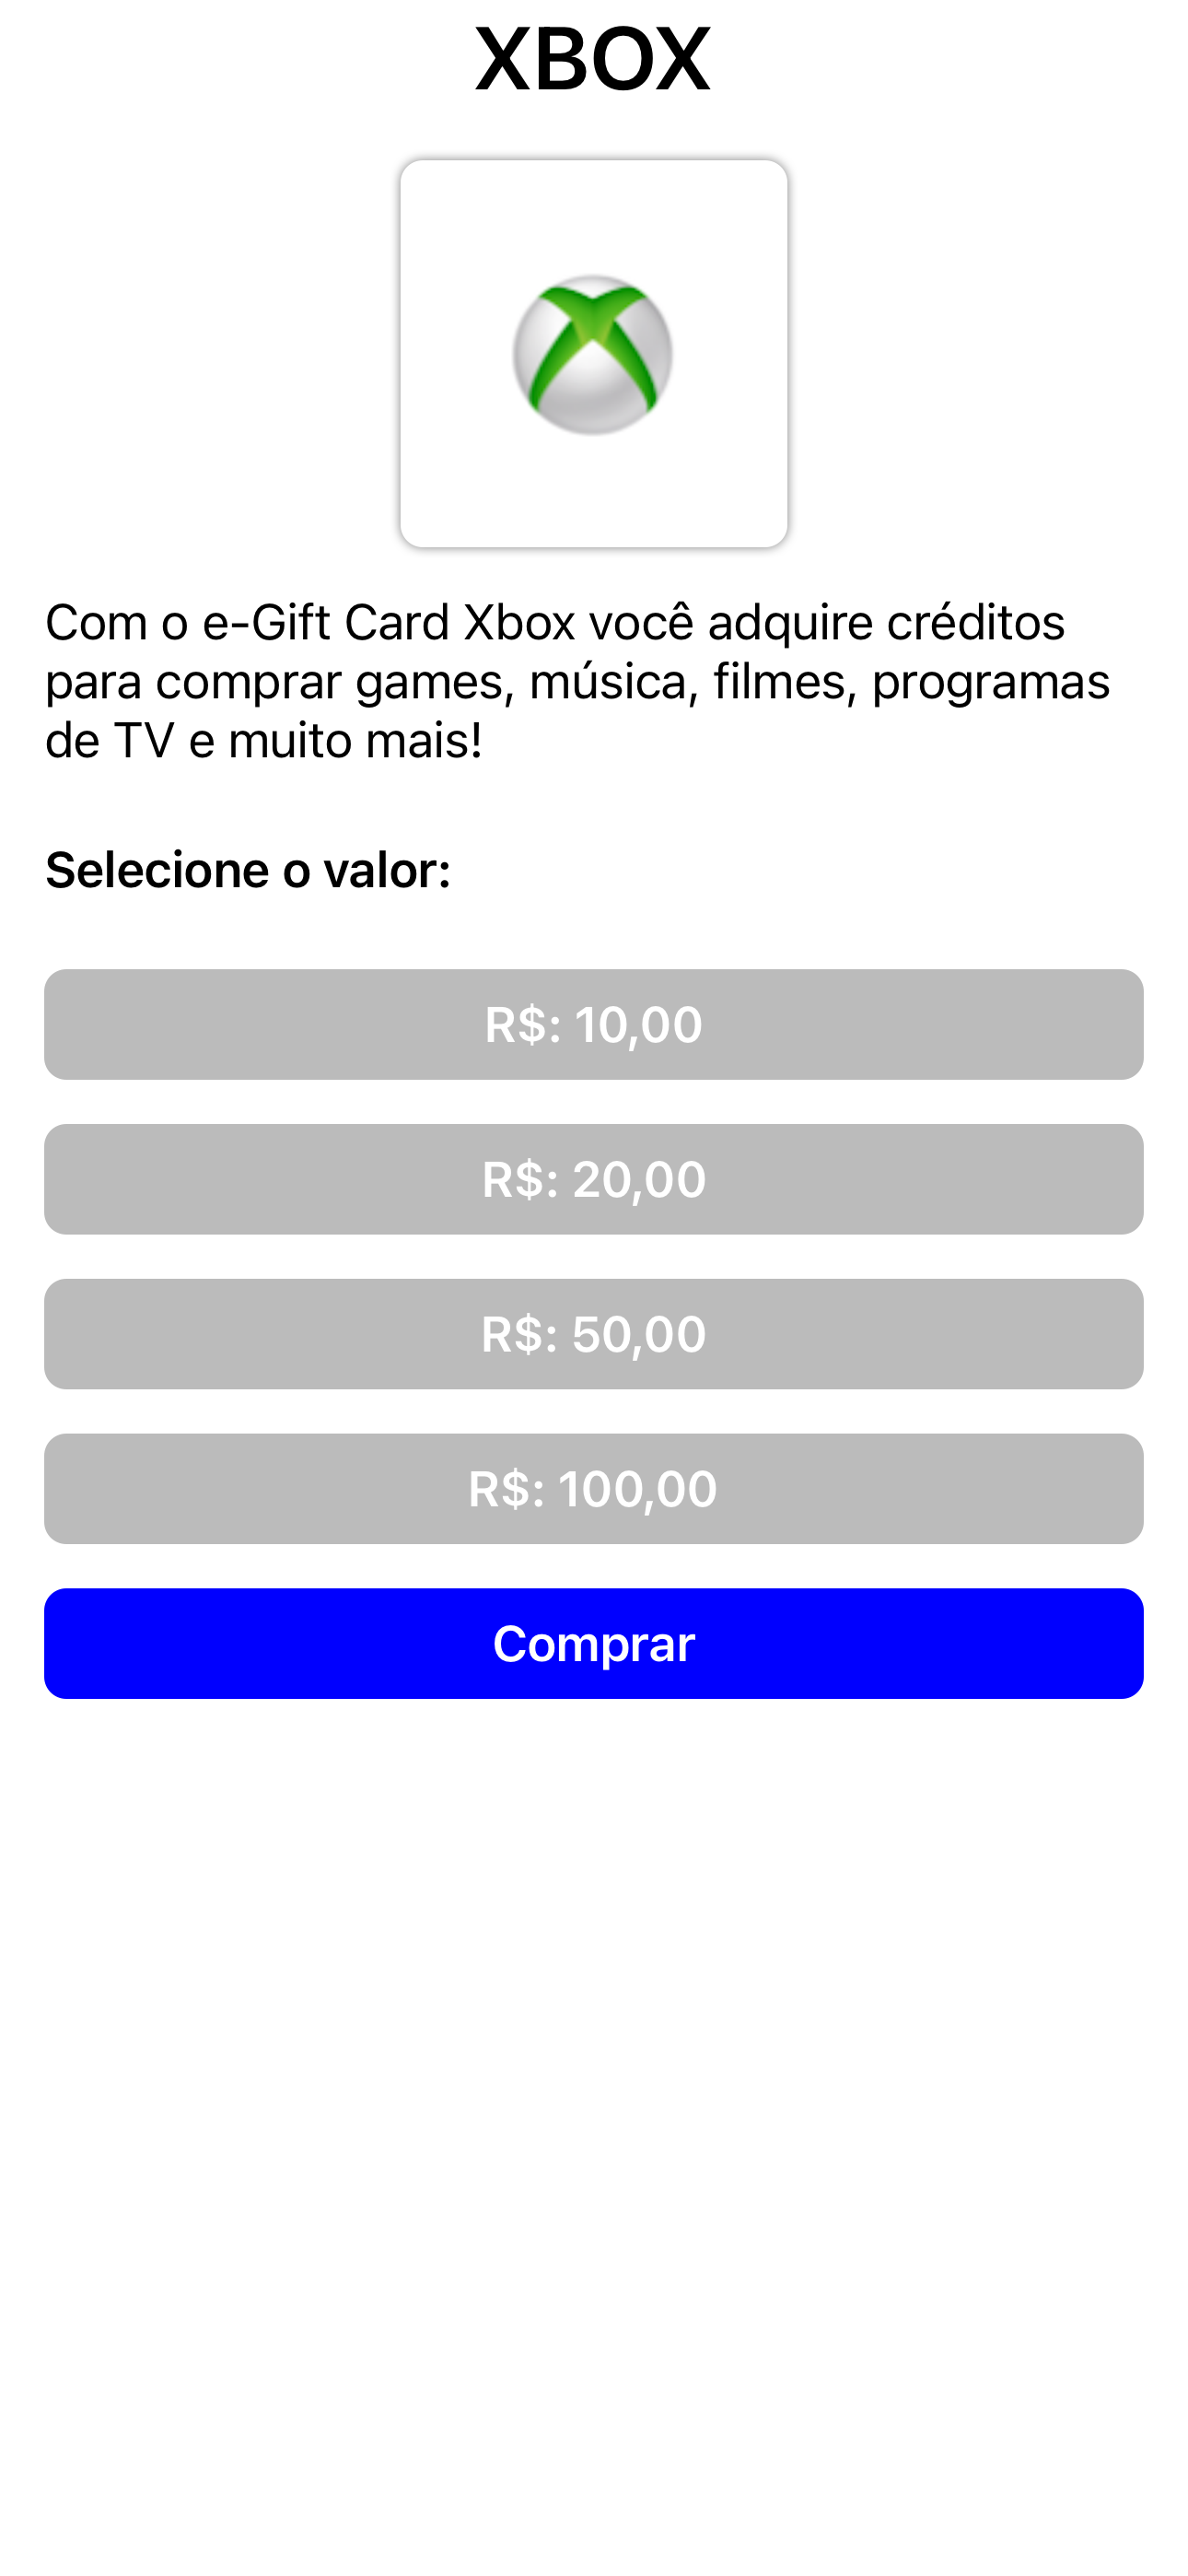 XBOX
Com o e-Gift Card Xbox você adquire créditos
para comprar games, música, filmes, programas
de TV e muito mais!
Selecione o valor:
R$: 10,00
R$: 20,00
R$: 50,00
R$: 100,00
Comprar